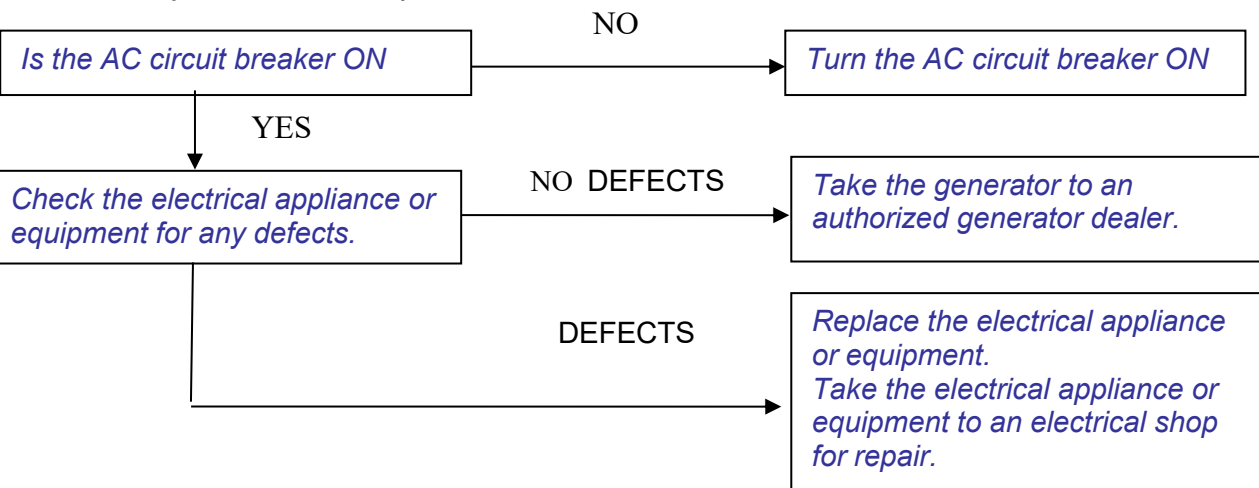 NO
Is the AC circuit breaker ON
Turn the AC circuit breaker ON
YES
Check the electrical appliance or
equipment for any defects.
NO DEFECTS
Take the generator to an
authorized generator dealer.
DEFECTS
Replace the electrical appliance
or equipment.
Take the electrical appliance or
equipment to an electrical shop
for repair.